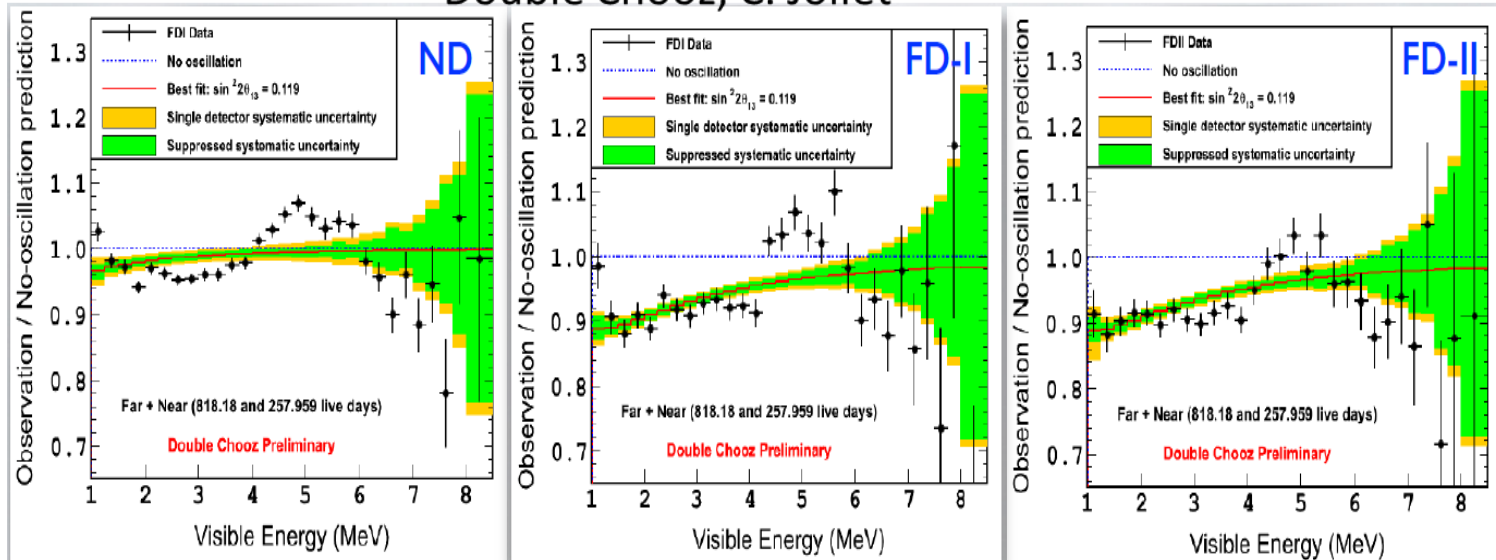 Double Chooz, C. Jollet
FDI Data
No oscillation
Best fit: sin²2θ₁₃ = 0.119
Single detector systematic uncertainty
Suppressed systematic uncertainty
ND
Observation / No-oscillation prediction
1.3
1.2
1.1
1.0
0.9
0.8
0.7
Far + Near (818.18 and 257.959 live days)
Double Chooz Preliminary
1 2 3 4 5 6 7 8
Visible Energy (MeV)
FDI Data
No oscillation
Best fit: sin²2θ₁₃ = 0.119
Single detector systematic uncertainty
Suppressed systematic uncertainty
FD-I
Observation / No-oscillation prediction
1.3
1.2
1.1
1.0
0.9
0.8
0.7
Far + Near (818.18 and 257.959 live days)
Double Chooz Preliminary
1 2 3 4 5 6 7 8
Visible Energy (MeV)
FDII Data
No oscillation
Best fit: sin²2θ₁₃ = 0.119
Single detector systematic uncertainty
Suppressed systematic uncertainty
FD-II
Observation / No-oscillation prediction
1.3
1.2
1.1
1.0
0.9
0.8
0.7
Far + Near (818.18 and 257.959 live days)
Double Chooz Preliminary
1 2 3 4 5 6 7 8
Visible Energy (MeV)